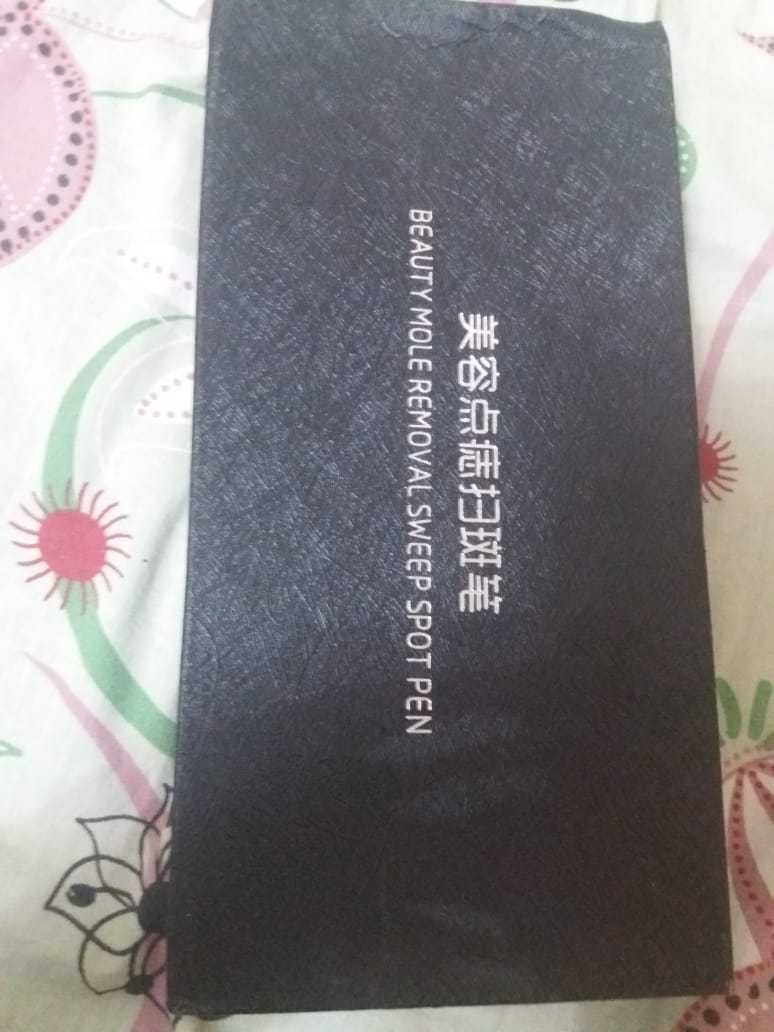 美容点痣扫斑笔
BEAUTY MOLE REMOVAL SWEEP SPOT PEN